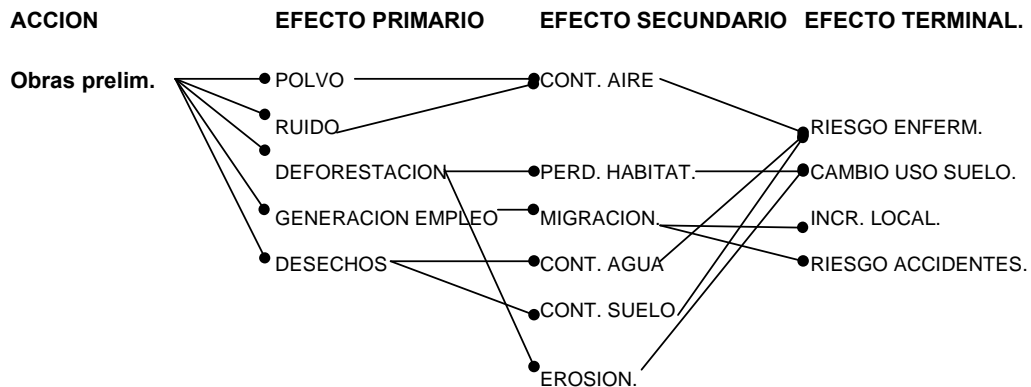 ACCION EFECTO PRIMARIO EFECTO SECUNDARIO EFECTO TERMINAL.
Obras prelim. POLVO CONT. AIRE
RUIDO RIESGO ENFERM.
DEFORESTACION PERD. HABITAT. CAMBIO USO SUELO.
GENERACION EMPLEO MIGRACION. INCR. LOCAL.
DESECHOS CONT. AGUA RIESGO ACCIDENTES.
CONT. SUELO
EROSION.